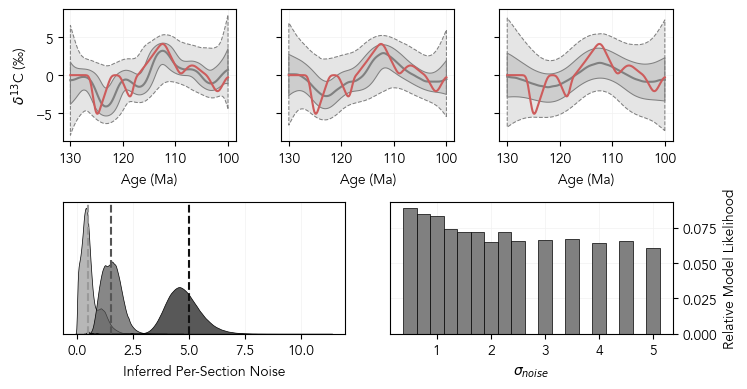 5
0
−5
δ¹³C (‰)
130 120 110 100
Age (Ma)
130 120 110 100
Age (Ma)
130 120 110 100
Age (Ma)
0.0 2.5 5.0 7.5 10.0
Inferred Per-Section Noise
1 2 3 4 5
σnoise
0.075
0.050
0.025
0.000
Relative Model Likelihood